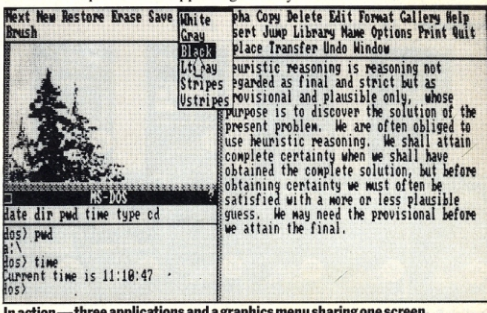 Next New Restore Erase Save
Brush
White
Gray
Black
Ltgray
Stripes
Vstripes
pha Copy Delete Edit Format Gallery Help
sert Jump Library Name Options Print Quit
place Transfer Undo Window
euristic reasoning is reasoning not
egarded as final and strict but as
rovisional and plausible only, whose
purpose is to discover the solution of the
present problem. We are often obliged to
use heuristic reasoning. We shall attain
complete certainty when we shall have
obtained the complete solution, but before
obtaining certainty we must often be
satisfied with a more or less plausible
guess. We may need the provisional before
we attain the final.
MS-DOS ?
date dir pwd time type cd
dos) pwd
a:\
dos) time
Current time is 11:10:47
dos)
In action — three applications and a graphics menu sharing one screen